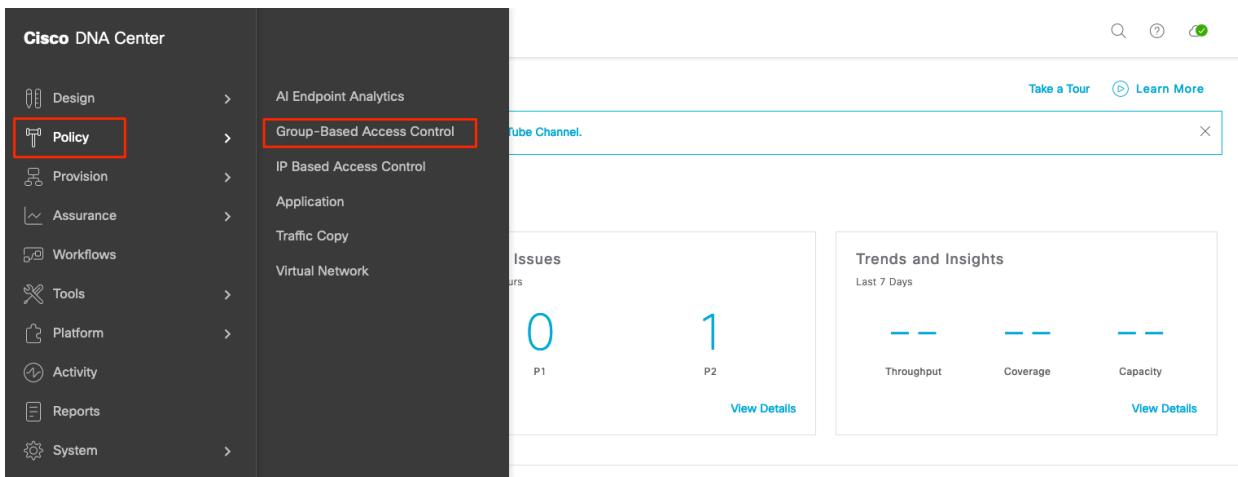 Cisco DNA Center
Design
Policy
Provision
Assurance
Workflows
Tools
Platform
Activity
Reports
System
AI Endpoint Analytics
Group-Based Access Control
IP Based Access Control
Application
Traffic Copy
Virtual Network
Take a Tour
Learn More
Tube Channel.
Issues
urs
0
1
P1
P2
View Details
Trends and Insights
Last 7 Days
-- -- --
Throughput Coverage Capacity
View Details